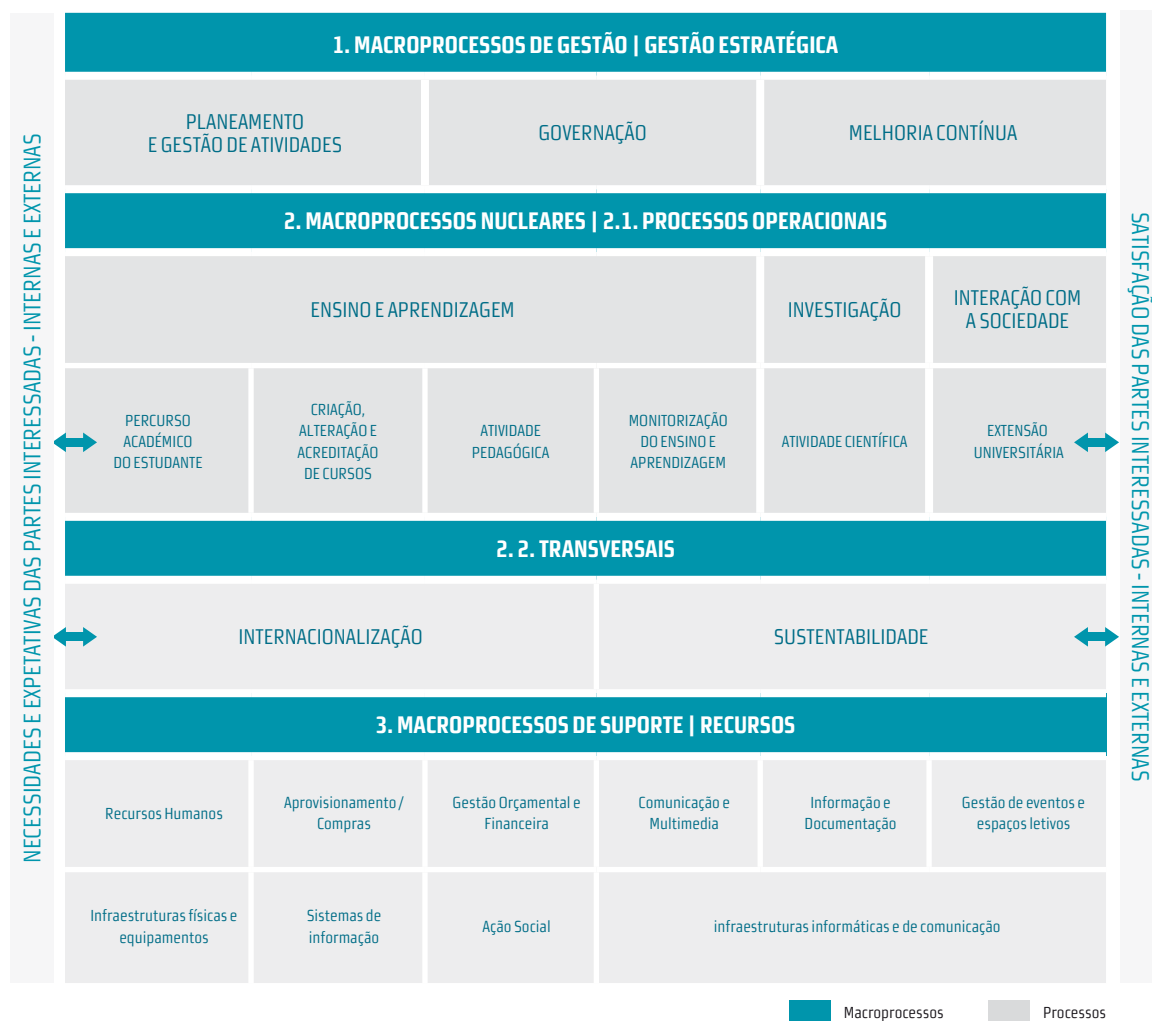 NECESSIDADES E EXPETATIVAS DAS PARTES INTERESSADAS - INTERNAS E EXTERNAS
1. MACROPROCESSOS DE GESTÃO | GESTÃO ESTRATÉGICA
PLANEAMENTO
E GESTÃO DE ATIVIDADES
GOVERNAÇÃO
MELHORIA CONTÍNUA
2. MACROPROCESSOS NUCLEARES | 2.1. PROCESSOS OPERACIONAIS
ENSINO E APRENDIZAGEM
INVESTIGAÇÃO
INTERAÇÃO COM
A SOCIEDADE
PERCURSO
ACADÉMICO
DO ESTUDANTE
CRIAÇÃO,
ALTERAÇÃO E
ACREDITAÇÃO
DE CURSOS
ATIVIDADE
PEDAGÓGICA
MONITORIZAÇÃO
DO ENSINO E
APRENDIZAGEM
ATIVIDADE CIENTÍFICA
EXTENSÃO
UNIVERSITÁRIA
2. 2. TRANSVERSAIS
INTERNACIONALIZAÇÃO
SUSTENTABILIDADE
3. MACROPROCESSOS DE SUPORTE | RECURSOS
Recursos Humanos
Aprovisionamento /
Compras
Gestão Orçamental e
Financeira
Comunicação e
Multimedia
Informação e
Documentação
Gestão de eventos e
espaços letivos
Infraestruturas físicas e
equipamentos
Sistemas de
informação
Ação Social
infraestruturas informáticas e de comunicação
SATISFAÇÃO DAS PARTES INTERESSADAS - INTERNAS E EXTERNAS
Macroprocessos
Processos